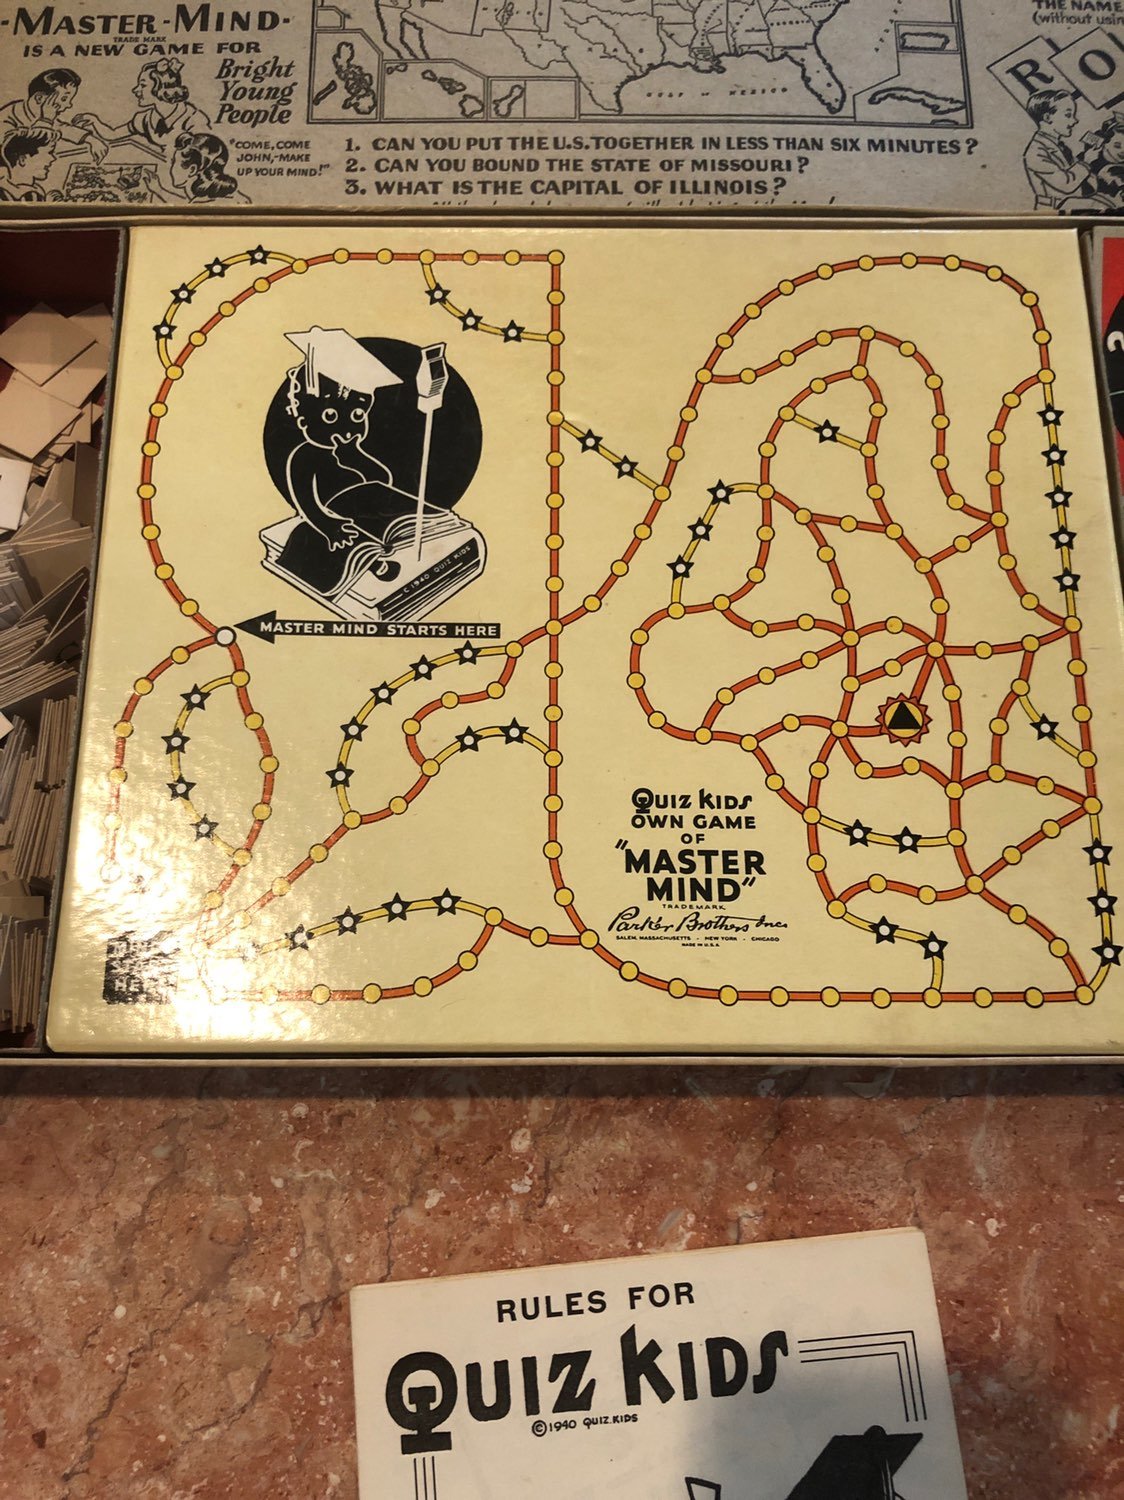 -MASTER-MIND-
TRADE MARK
IS A NEW GAME FOR
Bright
Young
People
"COME, COME
JOHN,-MAKE
UP YOUR MIND!"
GULF OF MEXICO
1. CAN YOU PUT THE U.S. TOGETHER IN LESS THAN SIX MINUTES?
2. CAN YOU BOUND THE STATE OF MISSOURI?
3. WHAT IS THE CAPITAL OF ILLINOIS?
THE NAME
(without usin
R O
© 1940 QUIZ KIDS
MASTER MIND STARTS HERE
QUIZ KIDS
OWN GAME
OF
"MASTER
MIND"
TRADEMARK
Parker Brothers Inc.
SALEM, MASSACHUSETTS - NEW YORK - CHICAGO
MADE IN U.S.A.
RULES FOR
QUIZ KIDS
© 1940 QUIZ KIDS